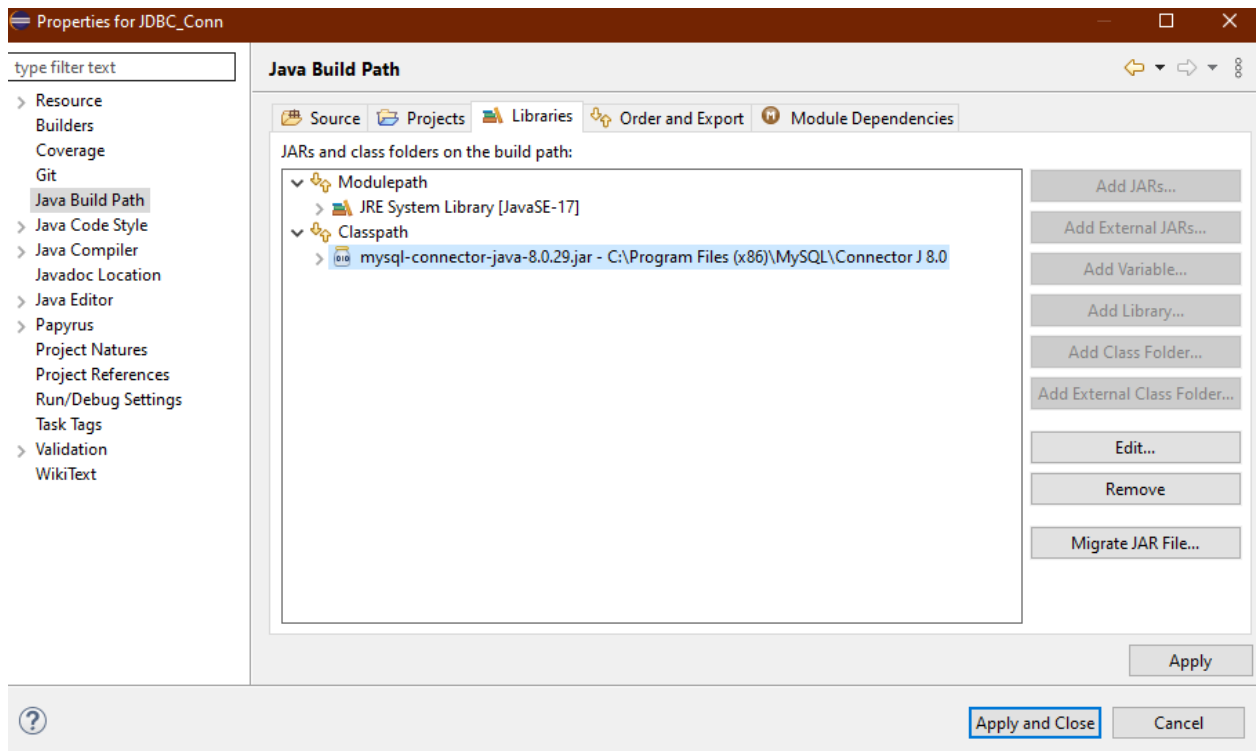 Properties for JDBC_Conn
type filter text
Resource
Builders
Coverage
Git
Java Build Path
Java Code Style
Java Compiler
Javadoc Location
Java Editor
Papyrus
Project Natures
Project References
Run/Debug Settings
Task Tags
Validation
WikiText
Java Build Path
Source Projects Libraries Order and Export Module Dependencies
JARs and class folders on the build path:
Modulepath
JRE System Library [JavaSE-17]
Classpath
mysql-connector-java-8.0.29.jar - C:\Program Files (x86)\MySQL\Connector J 8.0
Add JARs...
Add External JARs...
Add Variable...
Add Library...
Add Class Folder...
Add External Class Folder...
Edit...
Remove
Migrate JAR File...
Apply
Apply and Close Cancel